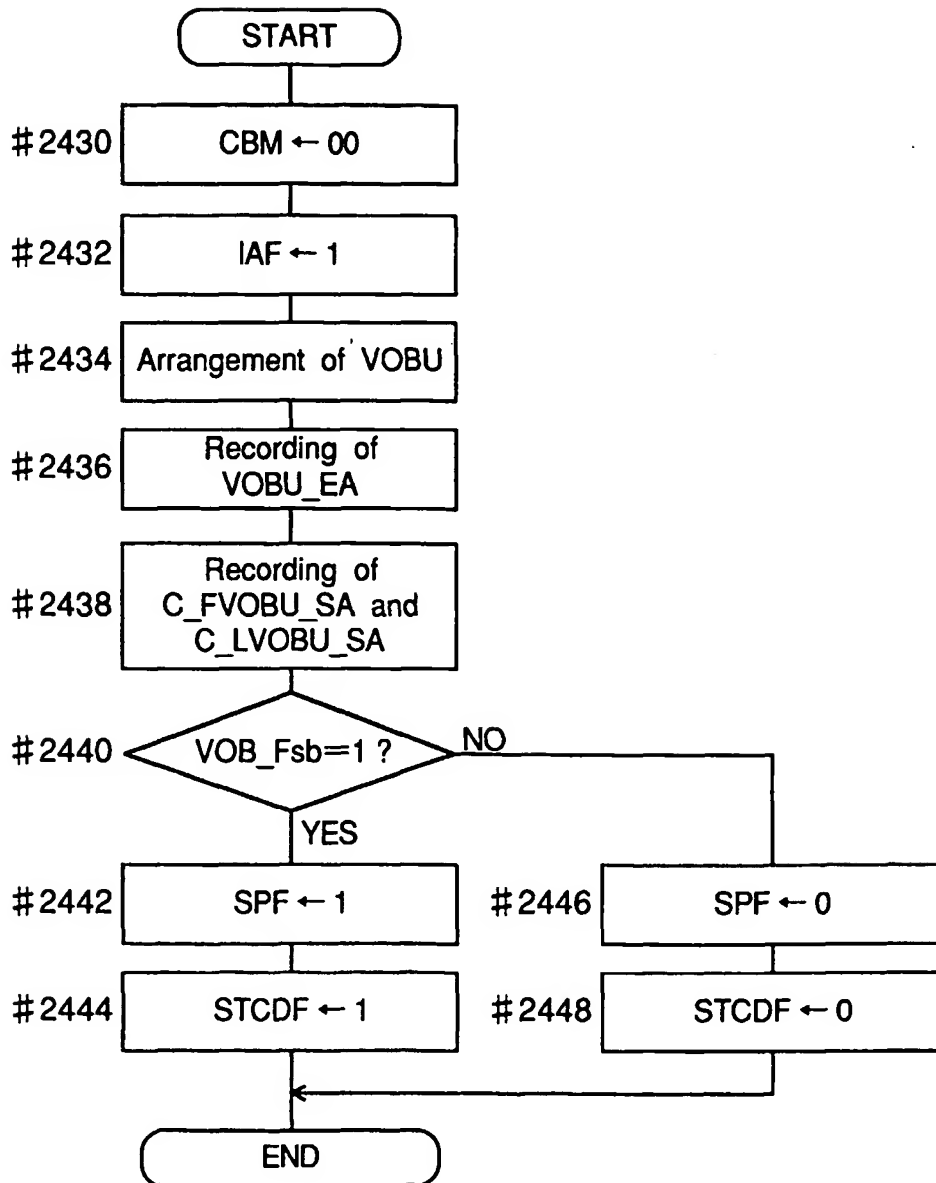 START
#2430
CBM ← 00
#2432
IAF ← 1
#2434
Arrangement of VOBU
#2436
Recording of
VOBU_EA
#2438
Recording of
C_FVOBU_SA and
C_LVOBU_SA
#2440
VOB_Fsb=1 ?
NO
YES
#2442
SPF ← 1
#2446
SPF ← 0
#2444
STCDF ← 1
#2448
STCDF ← 0
END